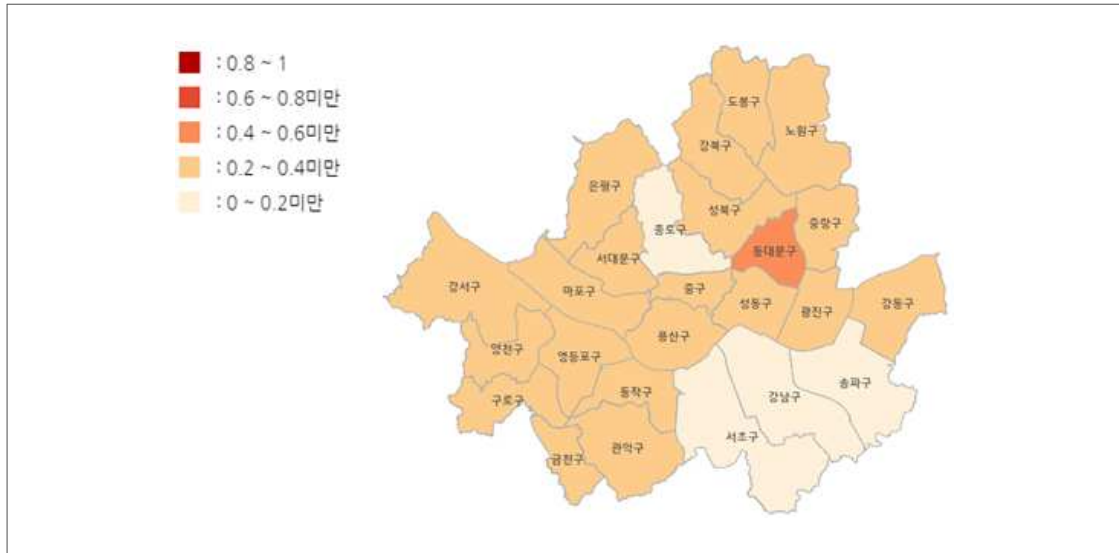 : 0.8 ~ 1
: 0.6 ~ 0.8미만
: 0.4 ~ 0.6미만
: 0.2 ~ 0.4미만
: 0 ~ 0.2미만
도봉구
노원구
강북구
은평구
성북구
중랑구
종로구
동대문구
서대문구
강서구
마포구
중구
성동구
광진구
강동구
용산구
양천구
영등포구
송파구
동작구
강남구
구로구
서초구
관악구
금천구